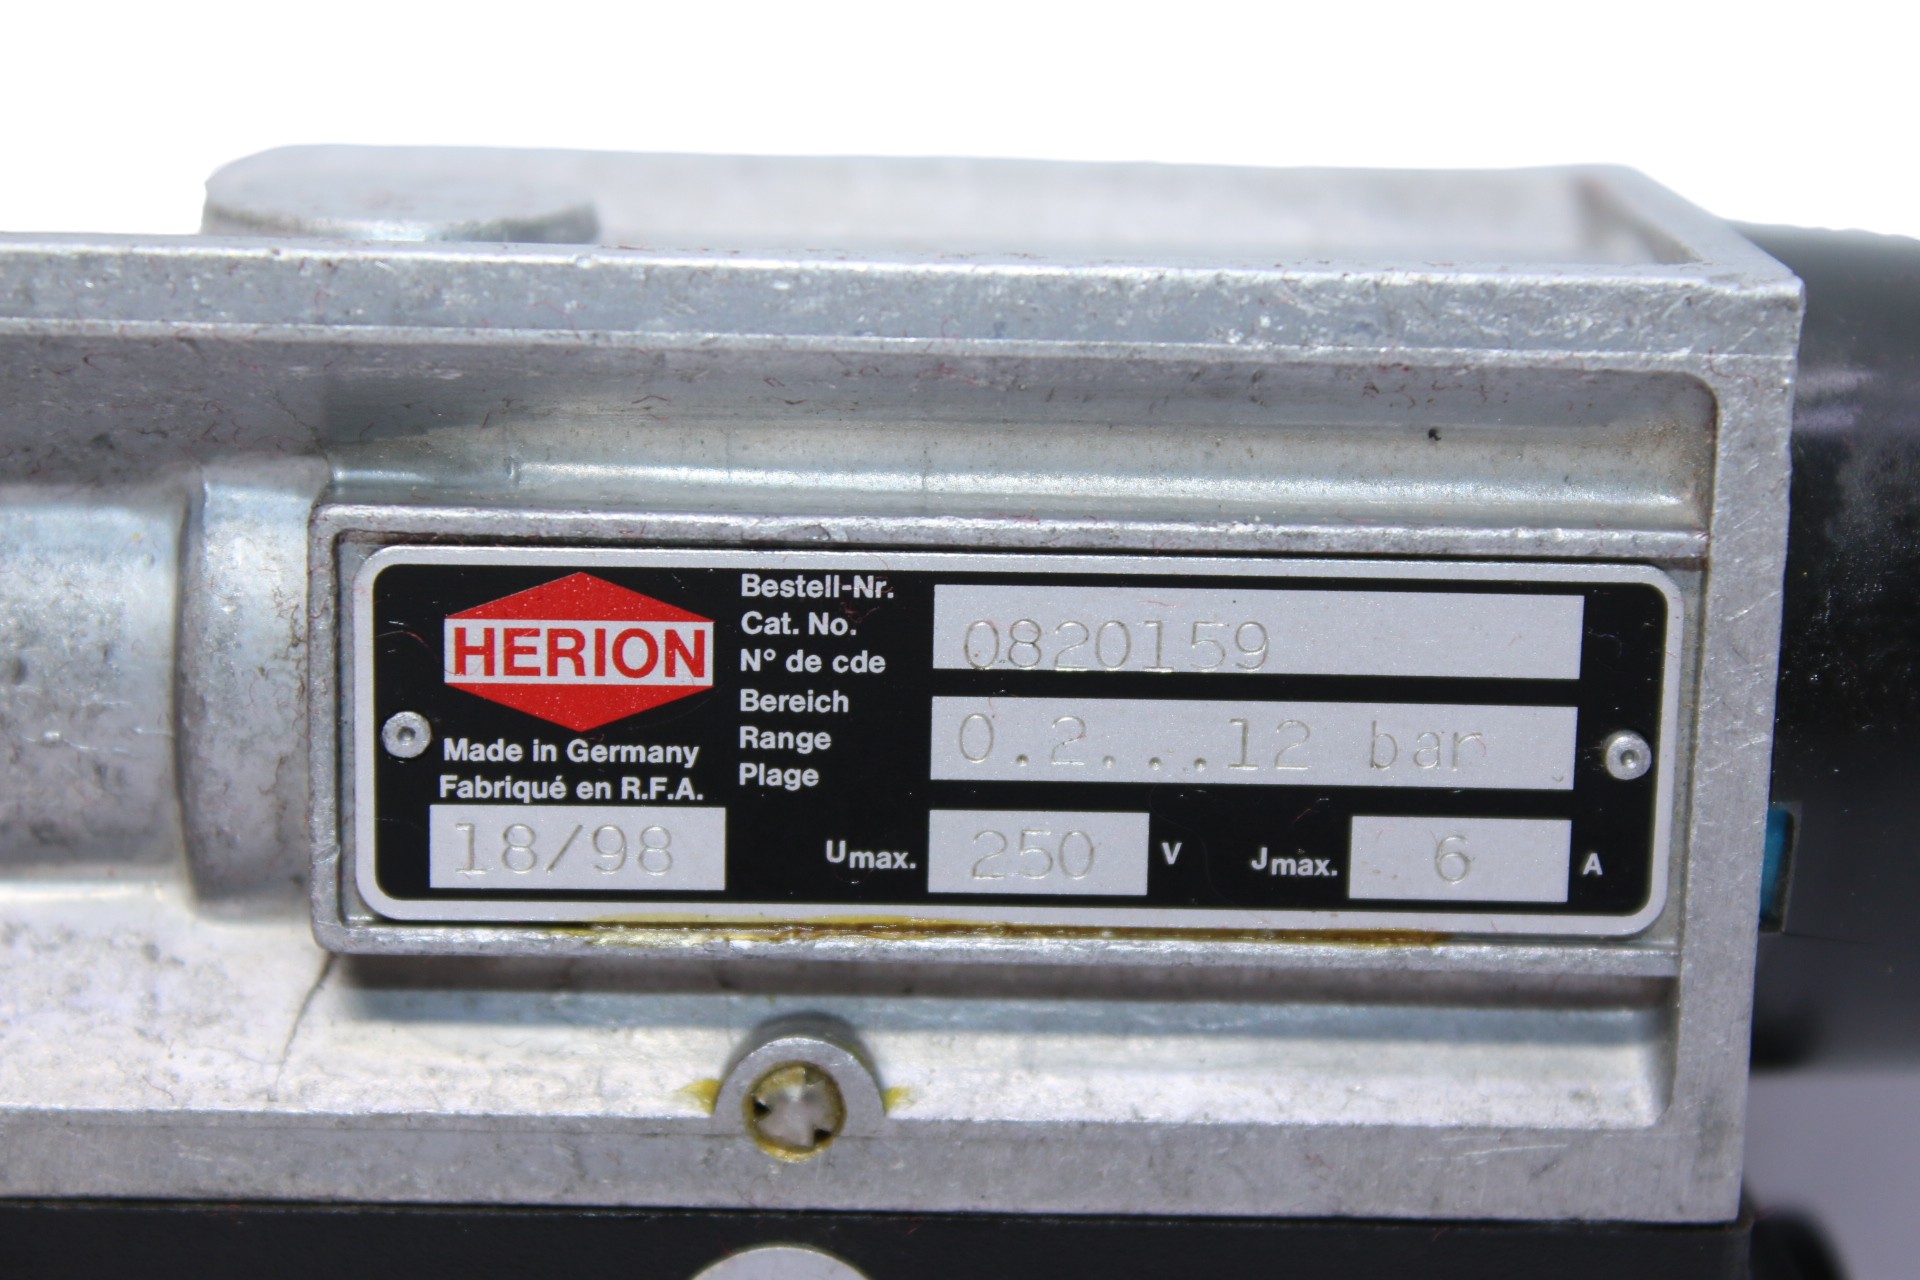 HERION
Made in Germany
Fabriqué en R.F.A.
18/98
Bestell-Nr.
Cat. No.
N° de cde
0820159
Bereich
Range
Plage
0.2...12 bar
Umax. 250 V
Jmax. 6 A